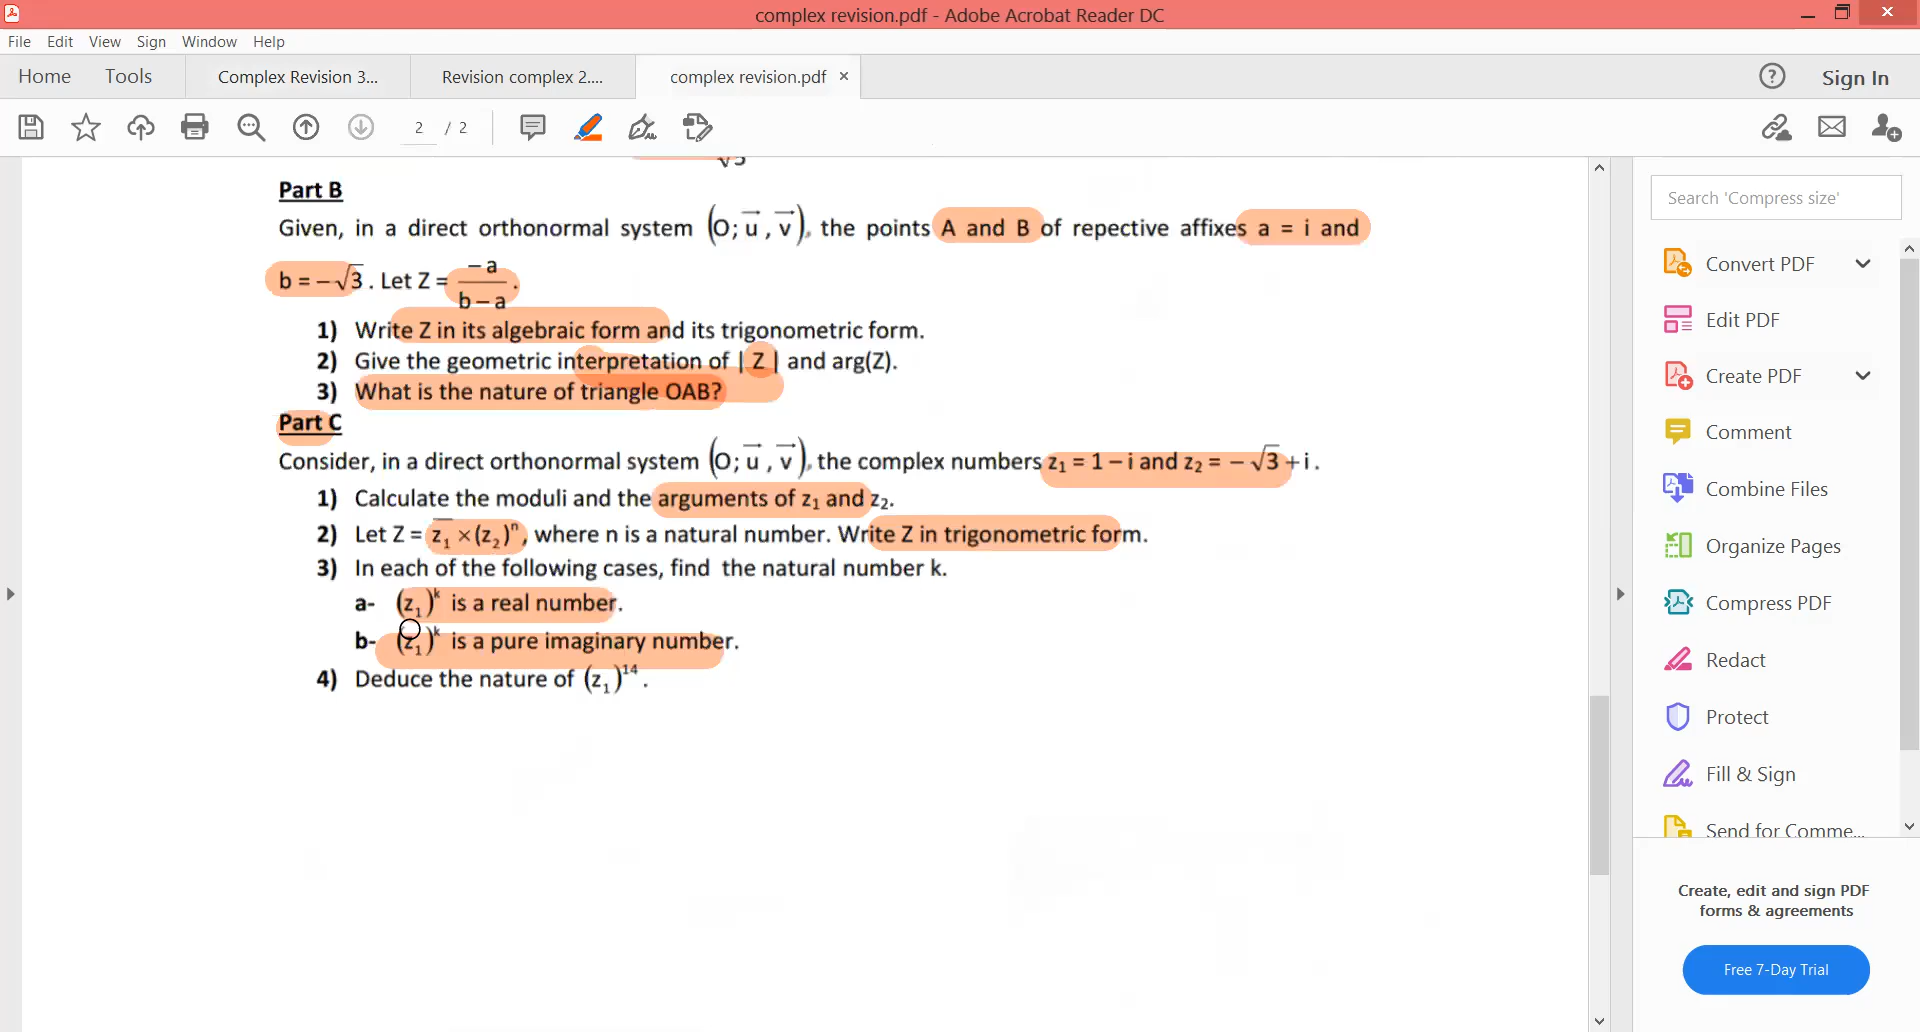 complex revision.pdf - Adobe Acrobat Reader DC
File Edit View Sign Window Help
Home Tools Complex Revision 3... Revision complex 2.... complex revision.pdf × Sign In
2 / 2
√3
Part B
Given, in a direct orthonormal system (O; u⃗ , v⃗), the points A and B of repective affixes a = i and
b = – √3 . Let Z = –a / (b – a) .
1) Write Z in its algebraic form and its trigonometric form.
2) Give the geometric interpretation of | Z | and arg(Z).
3) What is the nature of triangle OAB?
Part C
Consider, in a direct orthonormal system (O; u⃗ , v⃗), the complex numbers z₁ = 1 – i and z₂ = – √3 + i .
1) Calculate the moduli and the arguments of z₁ and z₂.
2) Let Z = z̅₁ × (z₂)ⁿ, where n is a natural number. Write Z in trigonometric form.
3) In each of the following cases, find the natural number k.
a- (z₁)ᵏ is a real number.
b- (z₁)ᵏ is a pure imaginary number.
4) Deduce the nature of (z₁)¹⁴ .
Search 'Compress size'
Convert PDF
Edit PDF
Create PDF
Comment
Combine Files
Organize Pages
Compress PDF
Redact
Protect
Fill & Sign
Send for Comme...
Create, edit and sign PDF
forms & agreements
Free 7-Day Trial